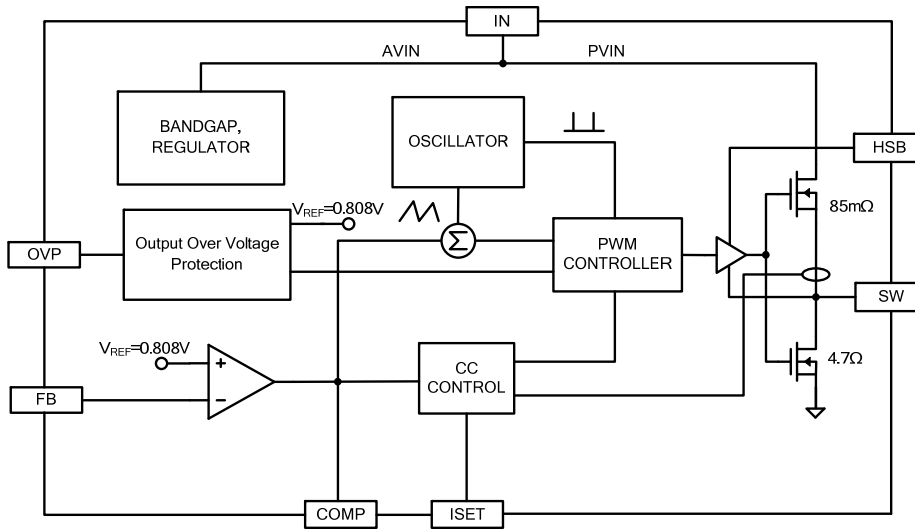 IN
AVIN
PVIN
BANDGAP,
REGULATOR
OSCILLATOR
HSB
85mΩ
VREF=0.808V
OVP
Output Over Voltage
Protection
Σ
PWM
CONTROLLER
SW
VREF=0.808V
+
−
FB
CC
CONTROL
4.7Ω
COMP
ISET